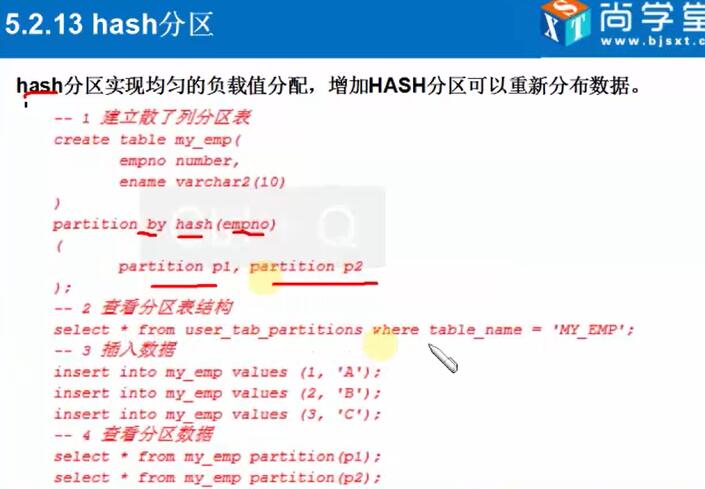 5.2.13 hash分区
XST
尚学堂
www.bjsxt.com
hash分区实现均匀的负载值分配，增加HASH分区可以重新分布数据。
-- 1 建立散了列分区表
create table my_emp(
empno number,
ename varchar2(10)
)
partition by hash(empno)
(
partition p1, partition p2
);
-- 2 查看分区表结构
select * from user_tab_partitions where table_name = 'MY_EMP';
-- 3 插入数据
insert into my_emp values (1, 'A');
insert into my_emp values (2, 'B');
insert into my_emp values (3, 'C');
-- 4 查看分区数据
select * from my_emp partition(p1);
select * from my_emp partition(p2);